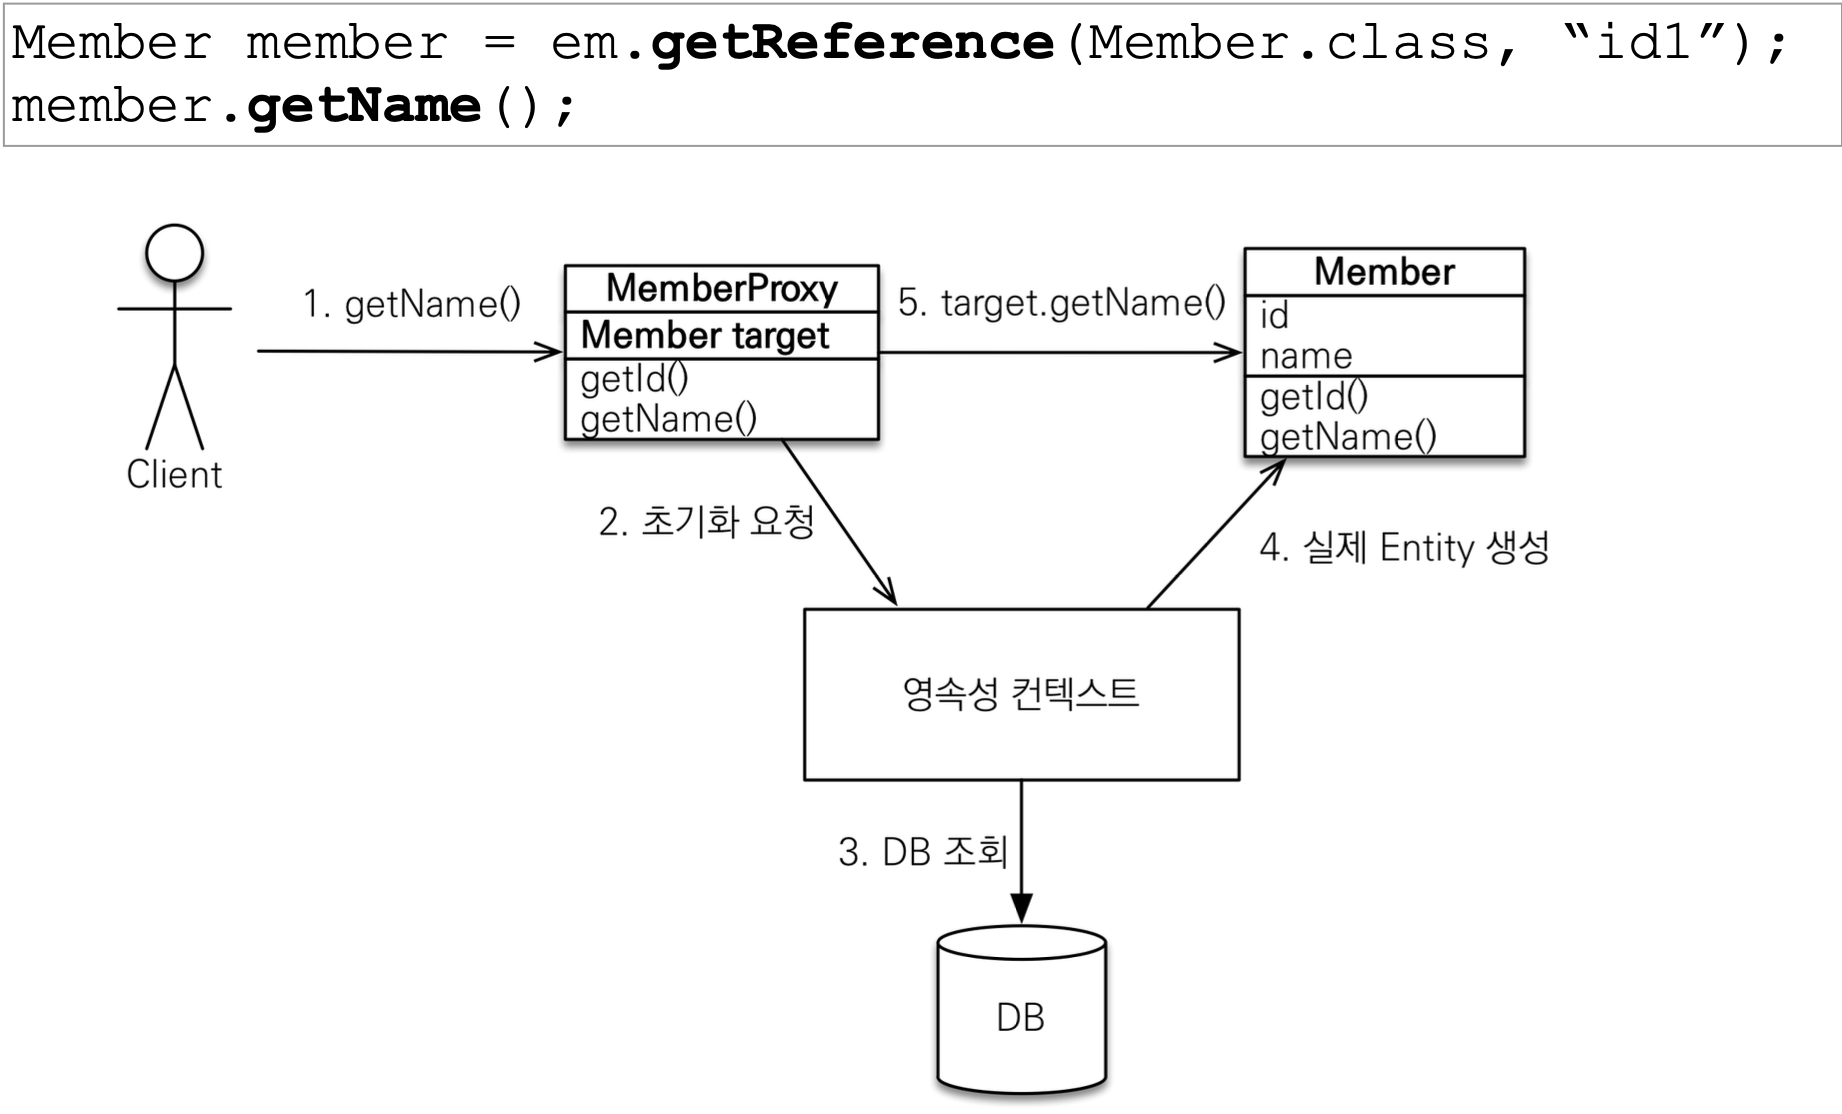 Member member = em.getReference(Member.class, “id1”);
member.getName();
1. getName()
MemberProxy
Member target
getId()
getName()
5. target.getName()
Member
id
name
getId()
getName()
Client
2. 초기화 요청
4. 실제 Entity 생성
영속성 컨텍스트
3. DB 조회
DB